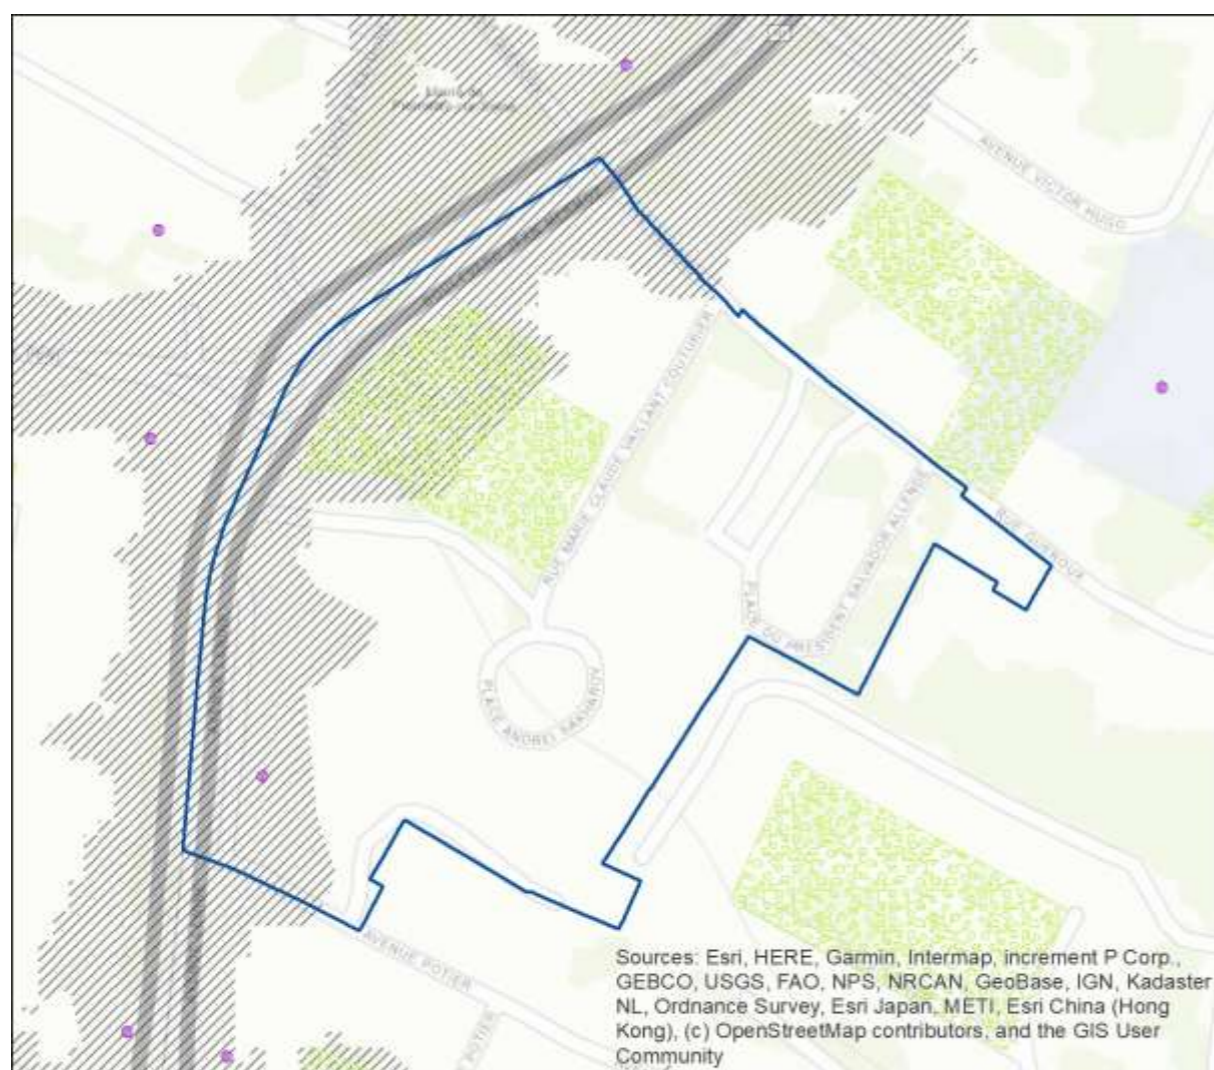 AVENUE VICTOR HUGO
RUE MARIE CLAUDE VAILLANT COUTURIER
RUE GUEROUX
PLACE DU PRESIDENT SALVADOR ALLENDE
PLACE ANDREI SAKHAROV
AVENUE POTIER
POTIER
Sources: Esri, HERE, Garmin, Intermap, increment P Corp.,
GEBCO, USGS, FAO, NPS, NRCAN, GeoBase, IGN, Kadaster
NL, Ordnance Survey, Esri Japan, METI, Esri China (Hong
Kong), (c) OpenStreetMap contributors, and the GIS User
Community